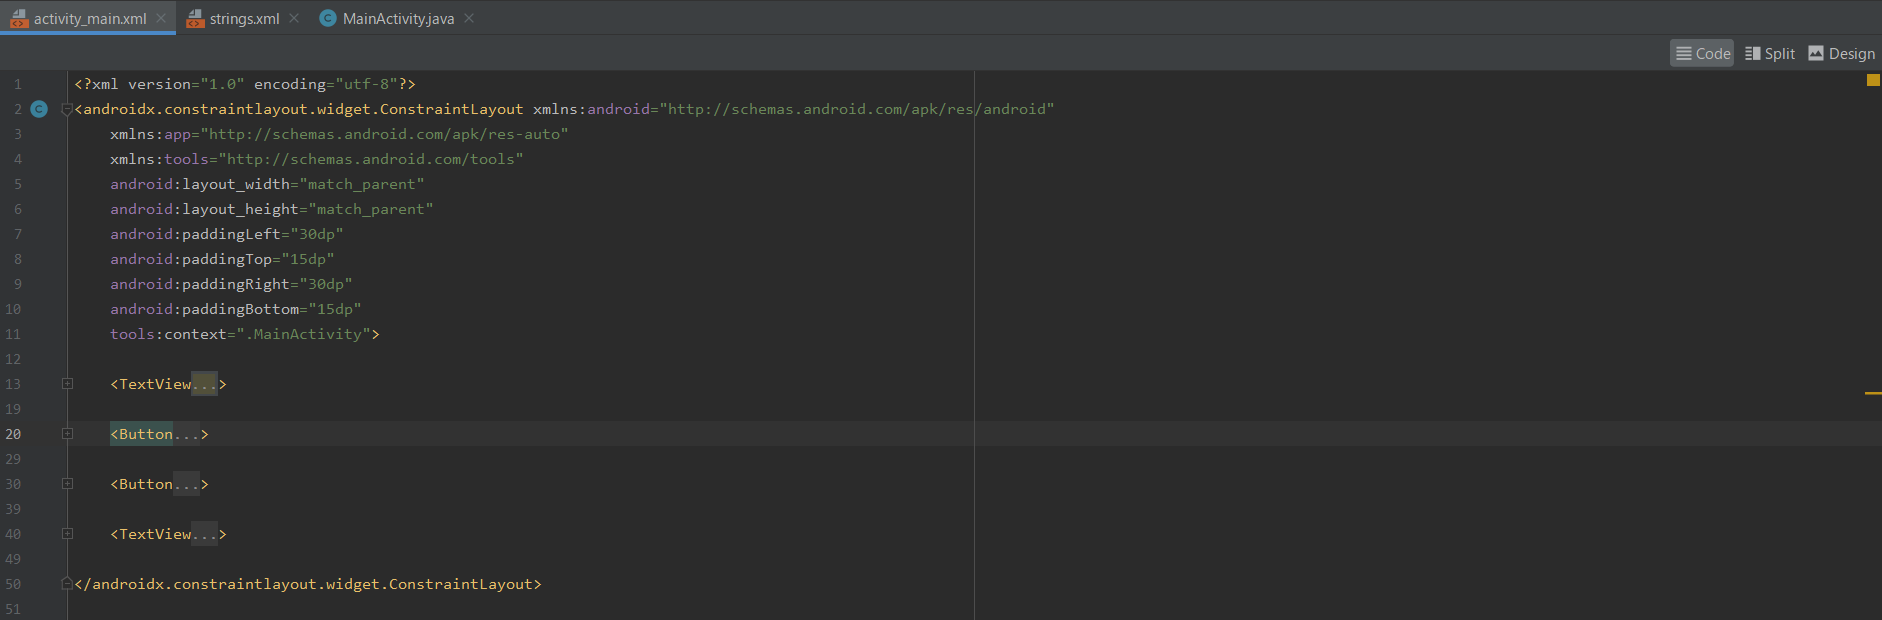 activity_main.xml strings.xml MainActivity.java
Code Split Design
1 <?xml version="1.0" encoding="utf-8"?>
2 <androidx.constraintlayout.widget.ConstraintLayout xmlns:android="http://schemas.android.com/apk/res/android"
3 xmlns:app="http://schemas.android.com/apk/res-auto"
4 xmlns:tools="http://schemas.android.com/tools"
5 android:layout_width="match_parent"
6 android:layout_height="match_parent"
7 android:paddingLeft="30dp"
8 android:paddingTop="15dp"
9 android:paddingRight="30dp"
10 android:paddingBottom="15dp"
11 tools:context=".MainActivity">
12
13 <TextView...>
19
20 <Button...>
29
30 <Button...>
39
40 <TextView...>
49
50 </androidx.constraintlayout.widget.ConstraintLayout>
51